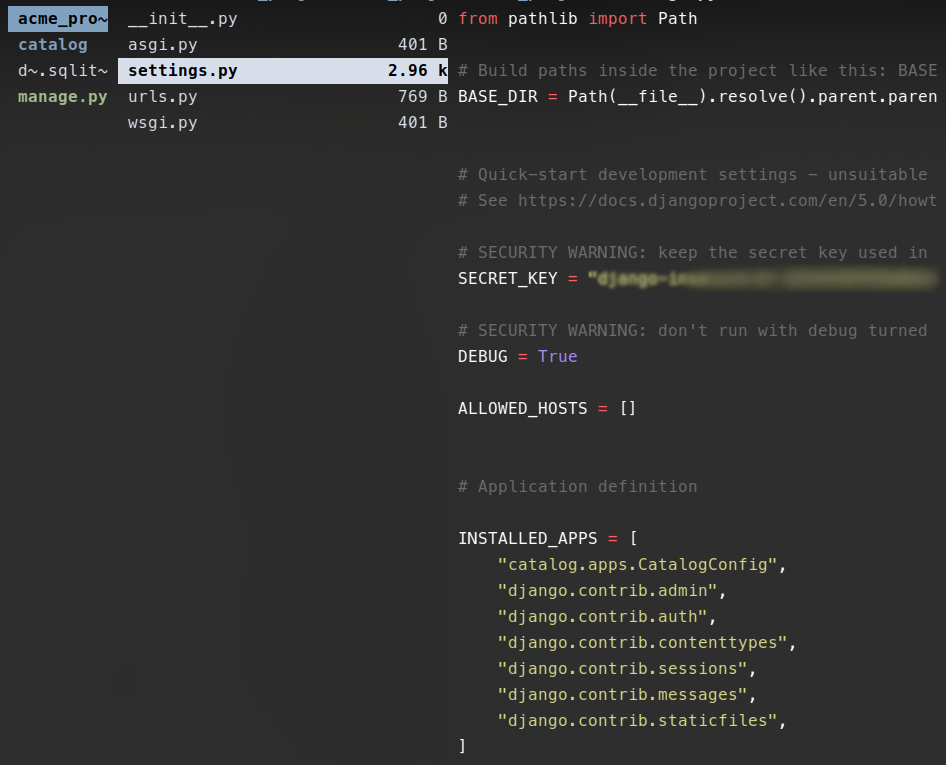 acme_pro~
catalog
d~.sqlit~
manage.py
__init__.py 0
asgi.py 401 B
settings.py 2.96 k
urls.py 769 B
wsgi.py 401 B
from pathlib import Path
# Build paths inside the project like this: BASE
BASE_DIR = Path(__file__).resolve().parent.paren
# Quick-start development settings - unsuitable
# See https://docs.djangoproject.com/en/5.0/howt
# SECURITY WARNING: keep the secret key used in
SECRET_KEY = "django-
# SECURITY WARNING: don't run with debug turned
DEBUG = True
ALLOWED_HOSTS = []
# Application definition
INSTALLED_APPS = [
"catalog.apps.CatalogConfig",
"django.contrib.admin",
"django.contrib.auth",
"django.contrib.contenttypes",
"django.contrib.sessions",
"django.contrib.messages",
"django.contrib.staticfiles",
]